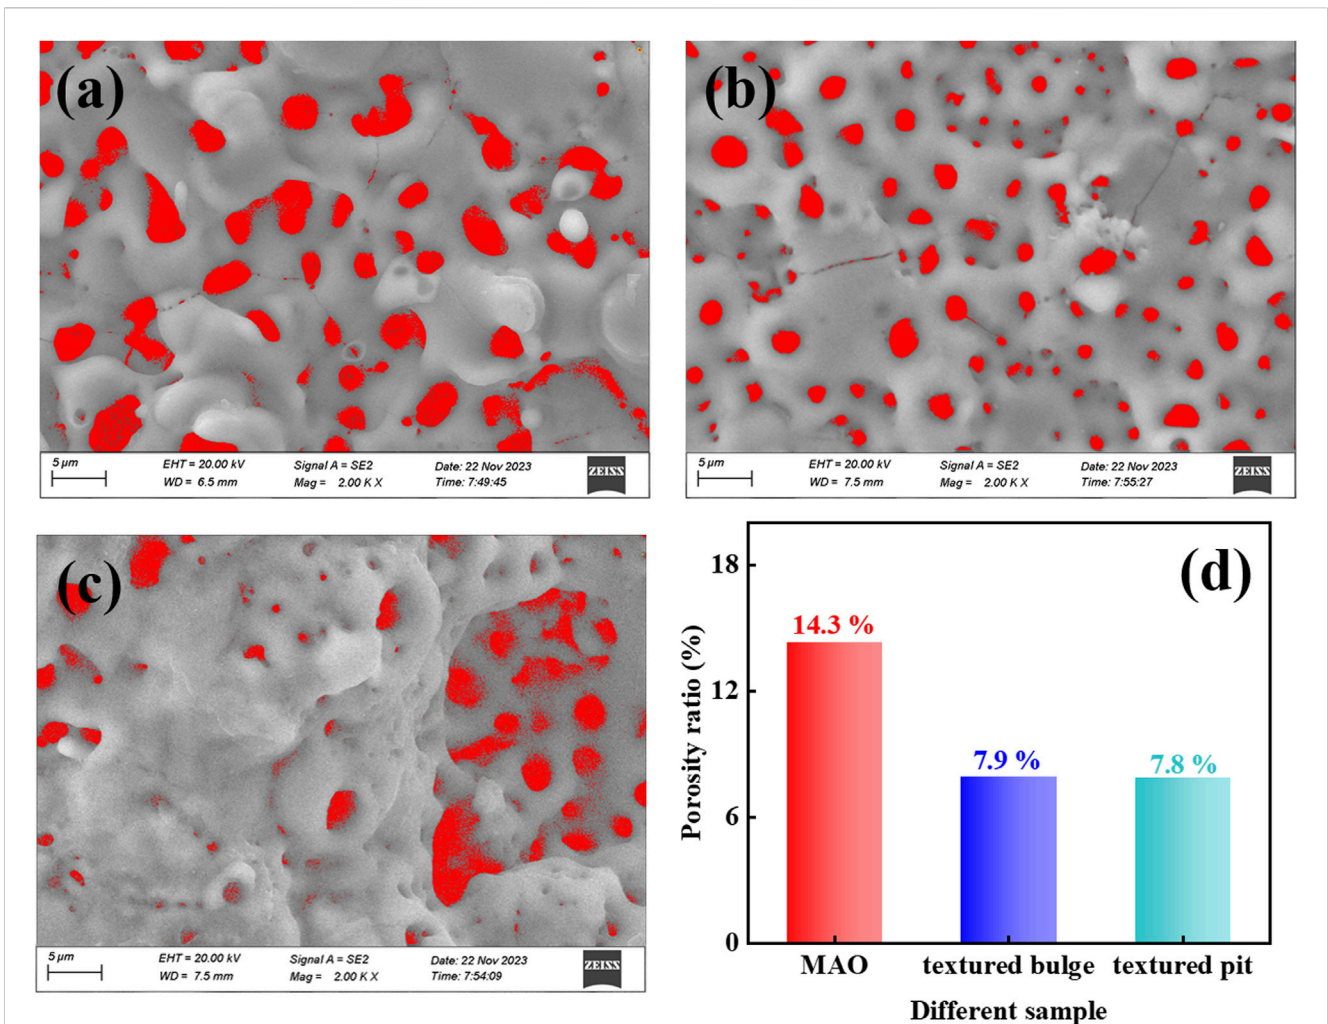 (a)
5 µm
EHT = 20.00 kV
Signal A = SE2
Date: 22 Nov 2023
WD = 6.5 mm
Mag = 2.00 K X
Time: 7:49:45
ZEISS
(b)
5 µm
EHT = 20.00 kV
Signal A = SE2
Date: 22 Nov 2023
WD = 7.5 mm
Mag = 2.00 K X
Time: 7:55:27
ZEISS
(c)
5 µm
EHT = 20.00 kV
Signal A = SE2
Date: 22 Nov 2023
WD = 7.5 mm
Mag = 2.00 K X
Time: 7:54:09
ZEISS
(d)
Porosity ratio (%)
18
12
6
0
14.3 %
7.9 %
7.8 %
MAO
textured bulge
textured pit
Different sample